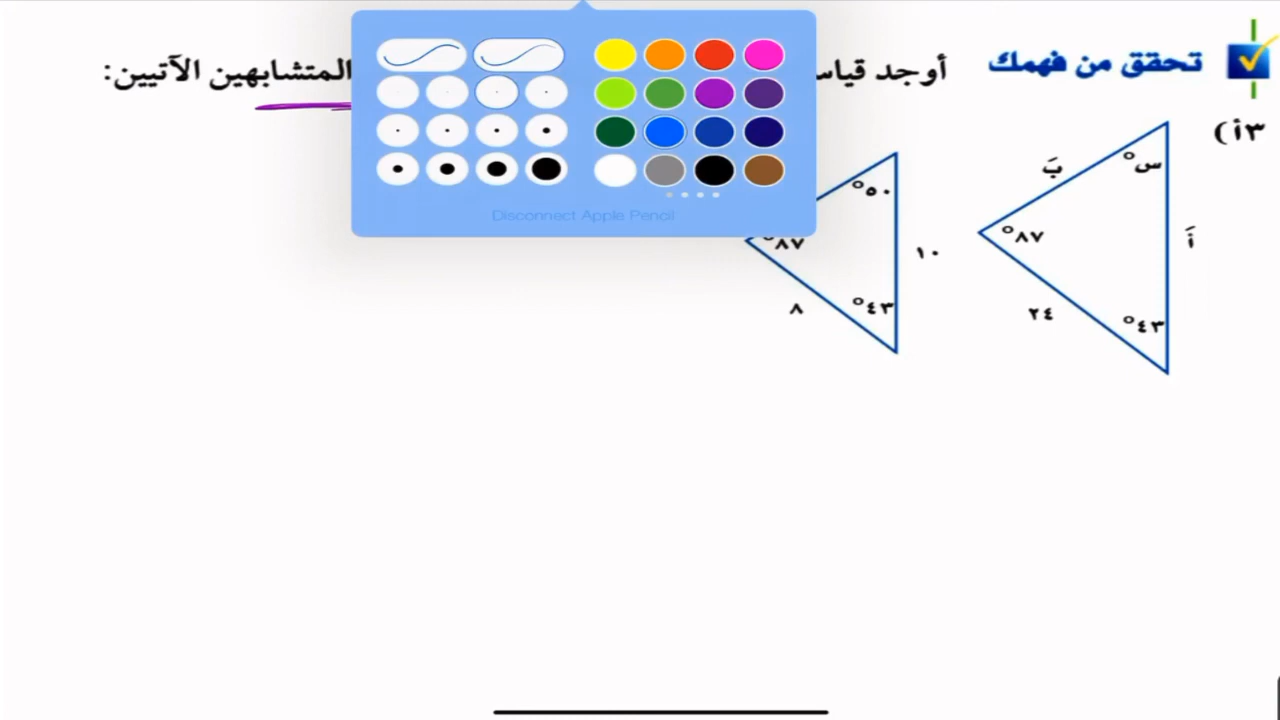 تحقق من فهمك
أوجد قياس المتشابهين الآتيين:
٣أ)
س°
بَ
°٨٧
أَ
٢٤
°٤٣
°٥٠
°٨٧
١٠
٨
°٤٣
Disconnect Apple Pencil